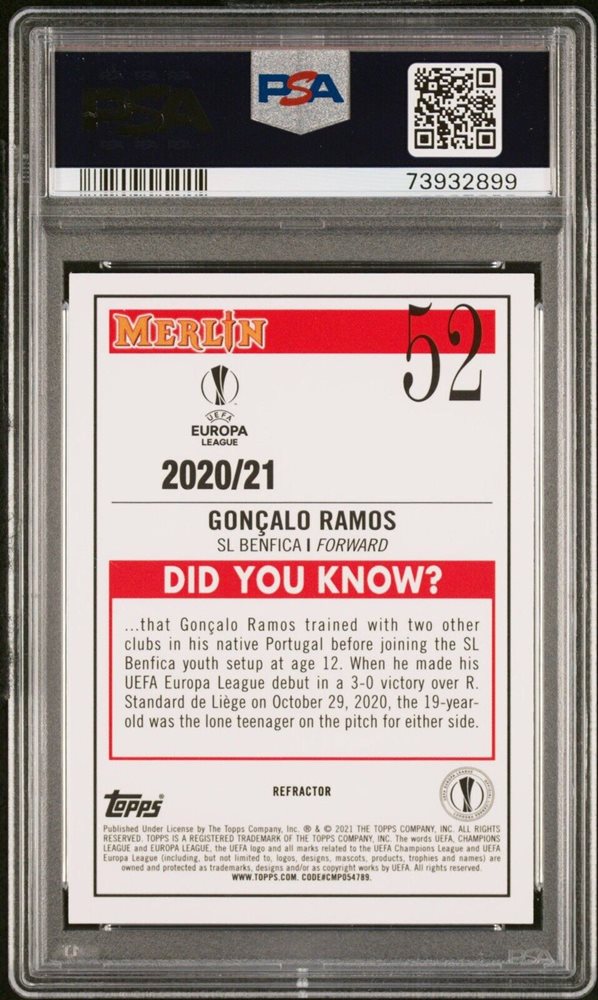 PSA
PSA
73932899
MERLIN
52
UEFA
EUROPA
LEAGUE
2020/21
GONÇALO RAMOS
SL BENFICA | FORWARD
DID YOU KNOW?
...that Gonçalo Ramos trained with two other
clubs in his native Portugal before joining the SL
Benfica youth setup at age 12. When he made his
UEFA Europa League debut in a 3-0 victory over R.
Standard de Liège on October 29, 2020, the 19-year-
old was the lone teenager on the pitch for either side.
REFRACTOR
Topps
Published Under License by The Topps Company, Inc. ® & © 2021 THE TOPPS COMPANY, INC. ALL RIGHTS
RESERVED. TOPPS IS A REGISTERED TRADEMARK OF THE TOPPS COMPANY, INC. The words UEFA, CHAMPIONS
LEAGUE and EUROPA LEAGUE, the UEFA logo and all marks related to the UEFA Champions League and UEFA
Europa League (including, but not limited to, logos, designs, mascots, products, trophies and names) are
owned and protected as trademarks, designs and/or as copyright works by UEFA. All rights reserved.
WWW.TOPPS.COM. CODE#CMP054789.
PSA